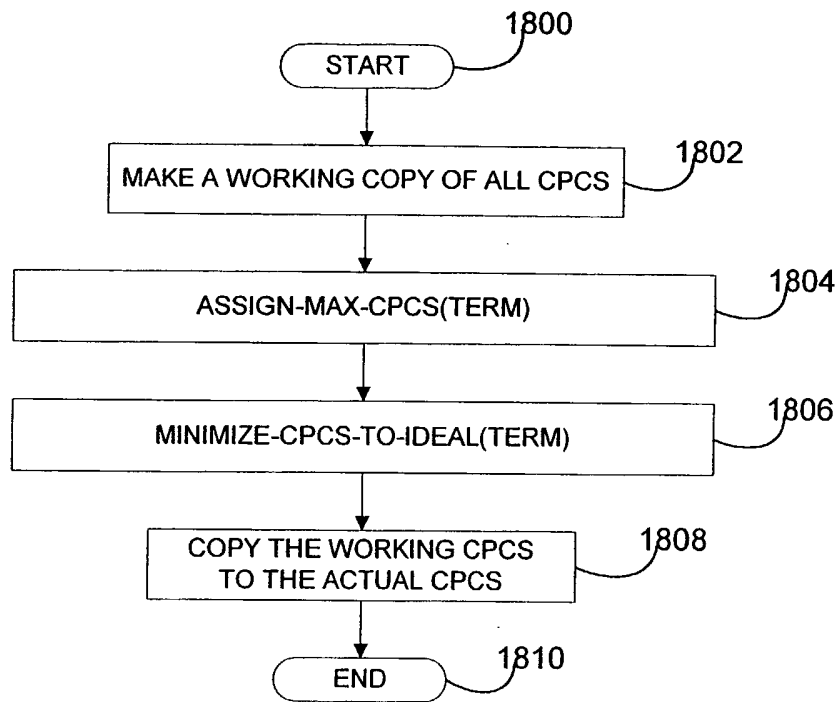 1800
START
1802
MAKE A WORKING COPY OF ALL CPCS
1804
ASSIGN-MAX-CPCS(TERM)
1806
MINIMIZE-CPCS-TO-IDEAL(TERM)
1808
COPY THE WORKING CPCS
TO THE ACTUAL CPCS
END
1810